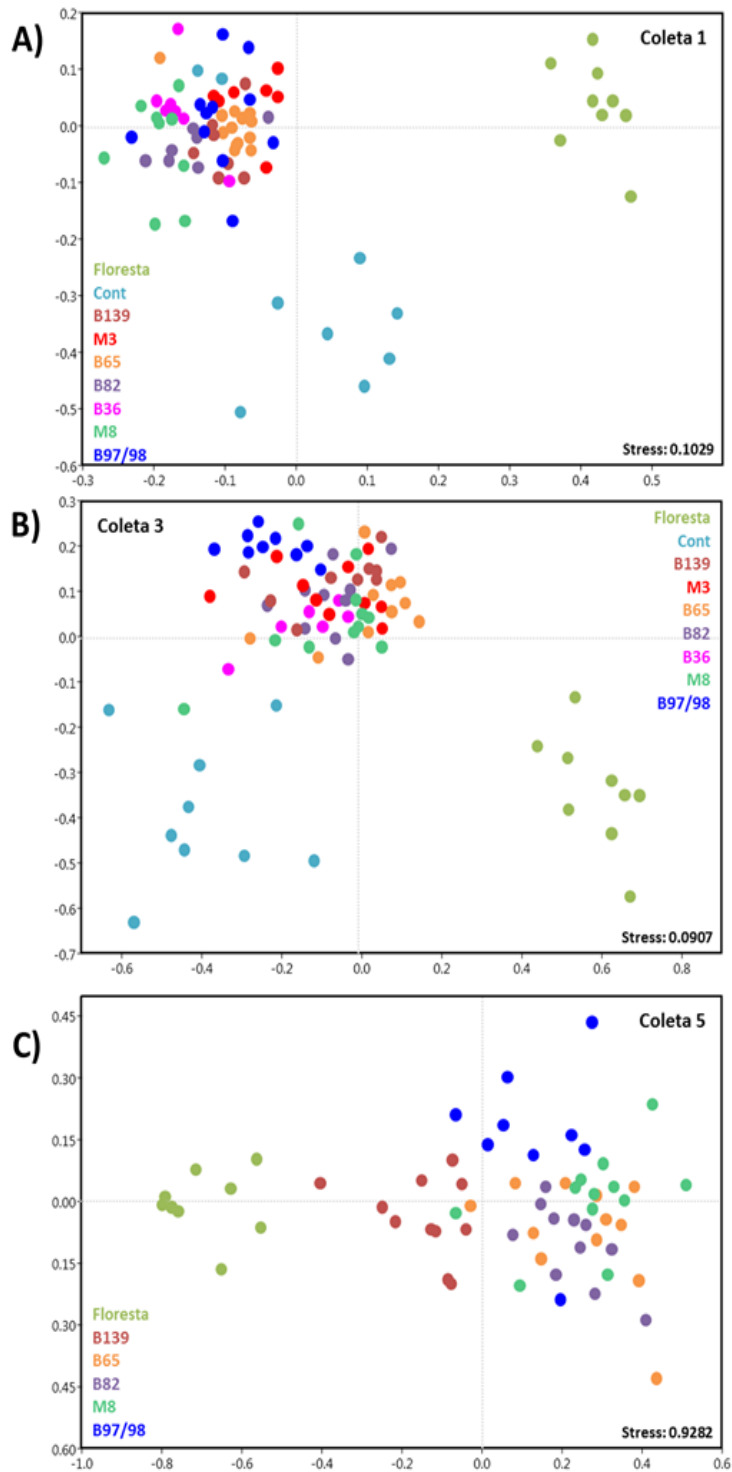 A)
Coleta 1
0.2
0.1
0.0
-0.1
-0.2
-0.3
-0.4
-0.5
-0.6
Floresta
Cont
B139
M3
B65
B82
B36
M8
B97/98
Stress: 0.1029
-0.3 -0.2 -0.1 0.0 0.1 0.2 0.3 0.4 0.5
B)
Coleta 3
0.3
0.2
0.1
0.0
-0.1
-0.2
-0.3
-0.4
-0.5
-0.6
-0.7
Floresta
Cont
B139
M3
B65
B82
B36
M8
B97/98
Stress: 0.0907
-0.6 -0.4 -0.2 0.0 0.2 0.4 0.6 0.8
C)
Coleta 5
0.45
0.30
0.15
0.00
0.15
0.30
0.45
0.60
Floresta
B139
B65
B82
M8
B97/98
Stress: 0.9282
-1.0 -0.8 -0.6 -0.4 -0.2 0.0 0.2 0.4 0.6